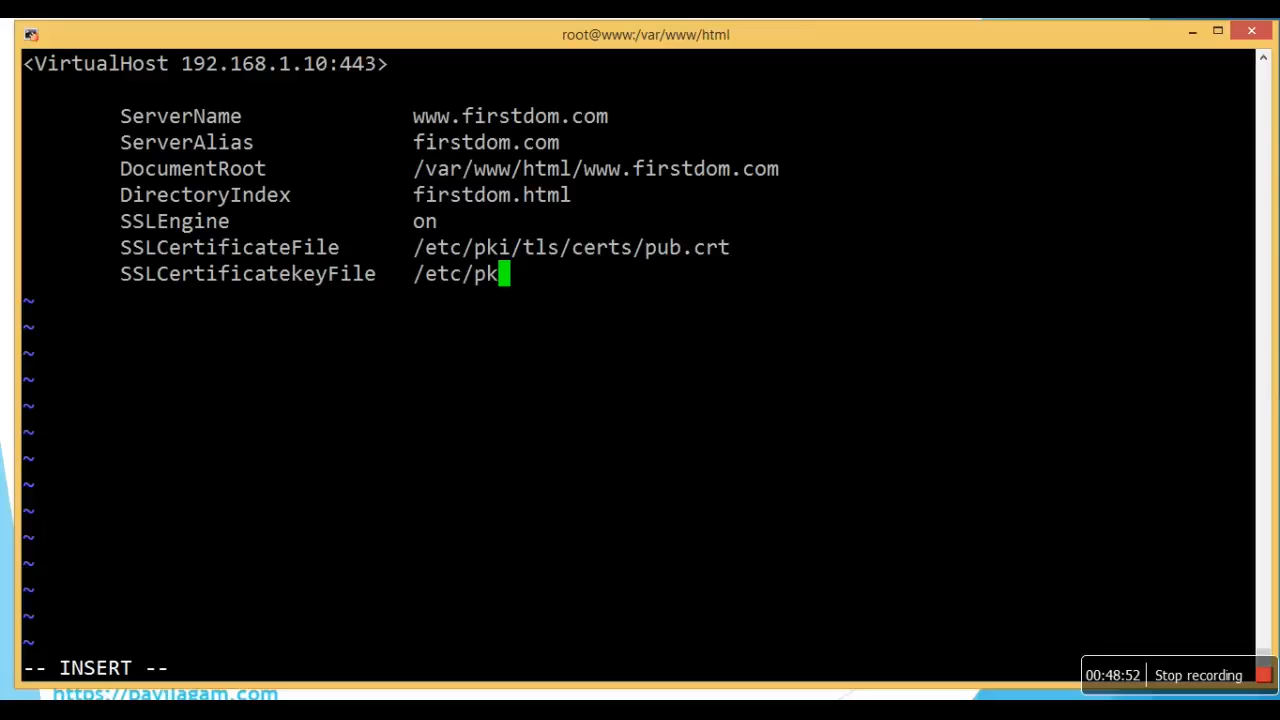 root@www:/var/www/html
<VirtualHost 192.168.1.10:443>
ServerName www.firstdom.com
ServerAlias firstdom.com
DocumentRoot /var/www/html/www.firstdom.com
DirectoryIndex firstdom.html
SSLEngine on
SSLCertificateFile /etc/pki/tls/certs/pub.crt
SSLCertificatekeyFile /etc/pk
~
~
~
~
~
~
~
~
~
~
~
~
~
~
-- INSERT --
00:48:52 Stop recording
https://payilagam.com